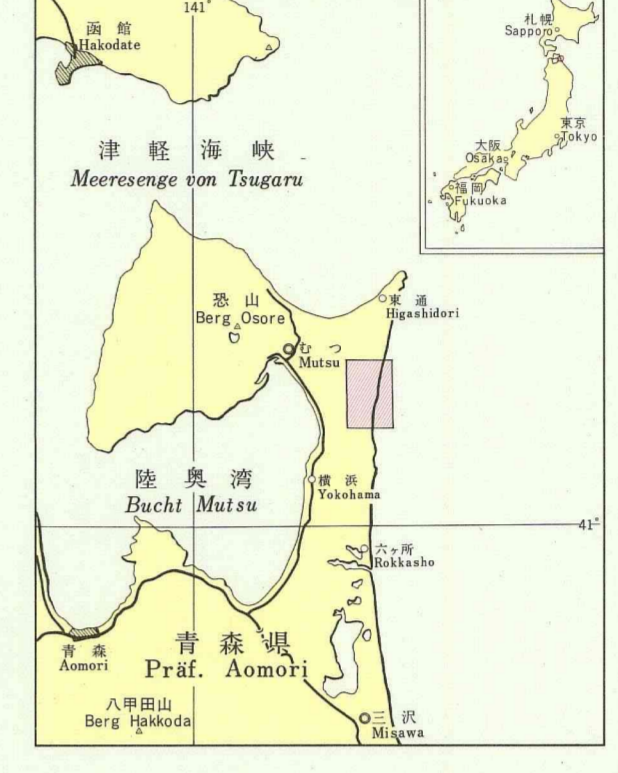 141°
函館
Hakodate
札幌
Sapporo
東京
Tokyo
大阪
Osaka
福岡
Fukuoka
津軽海峡
Meeresenge von Tsugaru
恐山
Berg Osore
東通
Higashidori
むつ
Mutsu
陸奥湾
Bucht Mutsu
横浜
Yokohama
41°
六ヶ所
Rokkasho
青森
Aomori
青森県
Präf. Aomori
八甲田山
Berg Hakkoda
三沢
Misawa